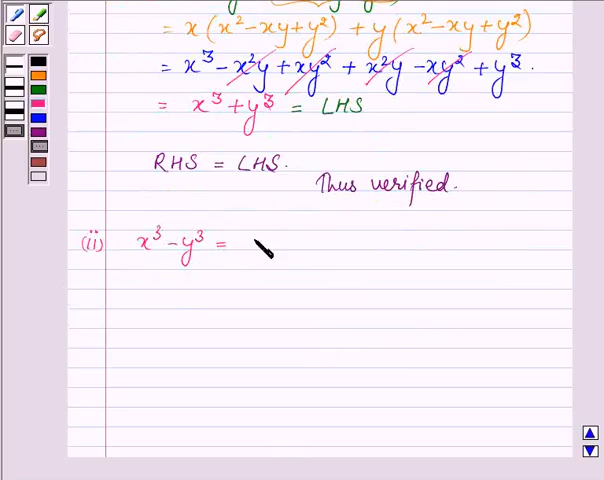 = x(x²-xy+y²) + y(x²-xy+y²)
= x³ - x²y + xy² + x²y - xy² + y³.
= x³+y³ = LHS
RHS = LHS.
Thus verified.
(ii) x³ - y³ =